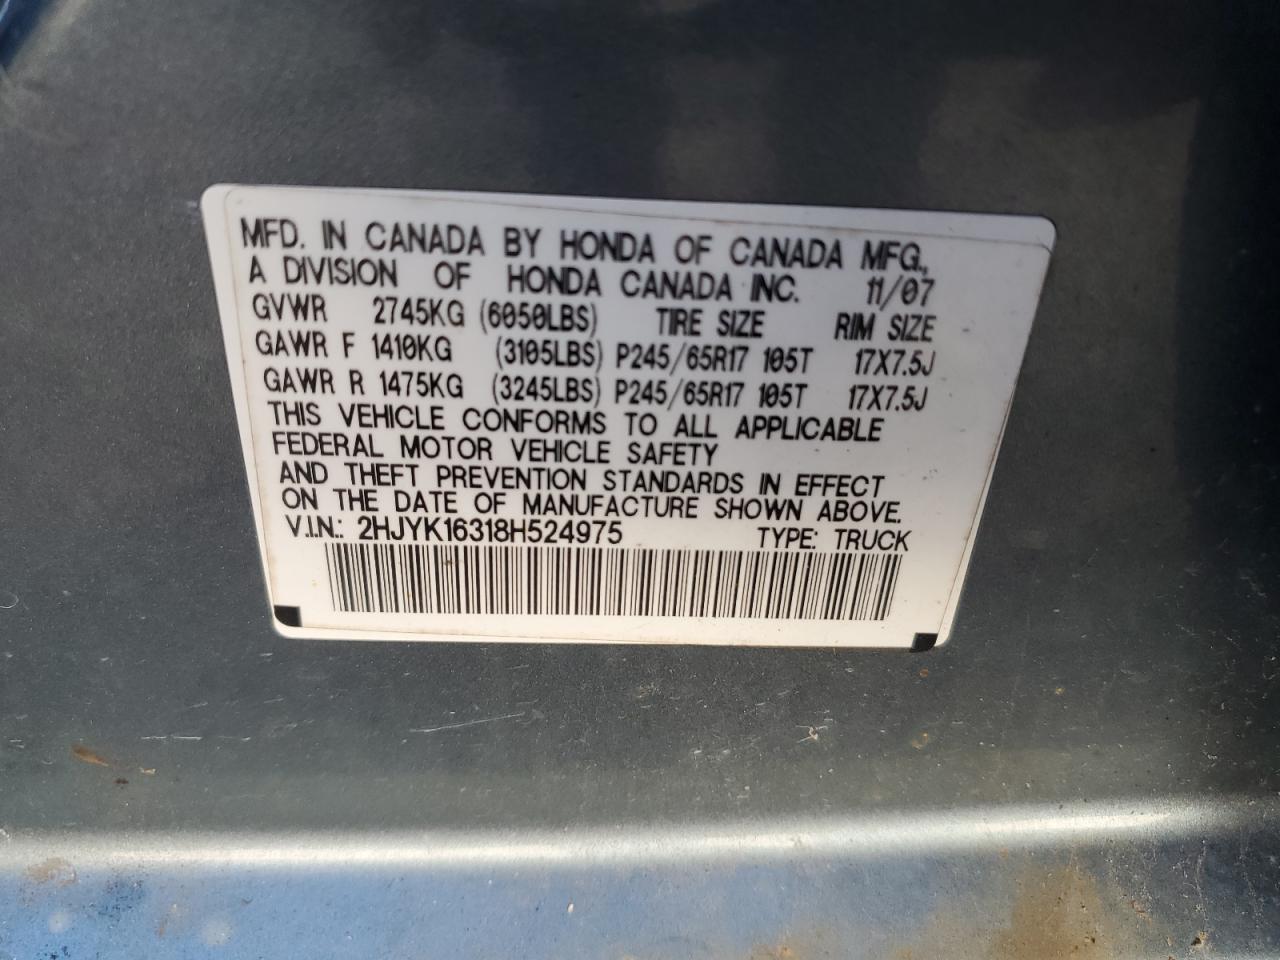 MFD. IN CANADA BY HONDA OF CANADA MFG.,
A DIVISION OF HONDA CANADA INC. 11/07
GVWR 2745KG (6050LBS) TIRE SIZE RIM SIZE
GAWR F 1410KG (3105LBS) P245/65R17 105T 17X7.5J
GAWR R 1475KG (3245LBS) P245/65R17 105T 17X7.5J
THIS VEHICLE CONFORMS TO ALL APPLICABLE
FEDERAL MOTOR VEHICLE SAFETY
AND THEFT PREVENTION STANDARDS IN EFFECT
ON THE DATE OF MANUFACTURE SHOWN ABOVE.
V.I.N.: 2HJYK16318H524975 TYPE: TRUCK